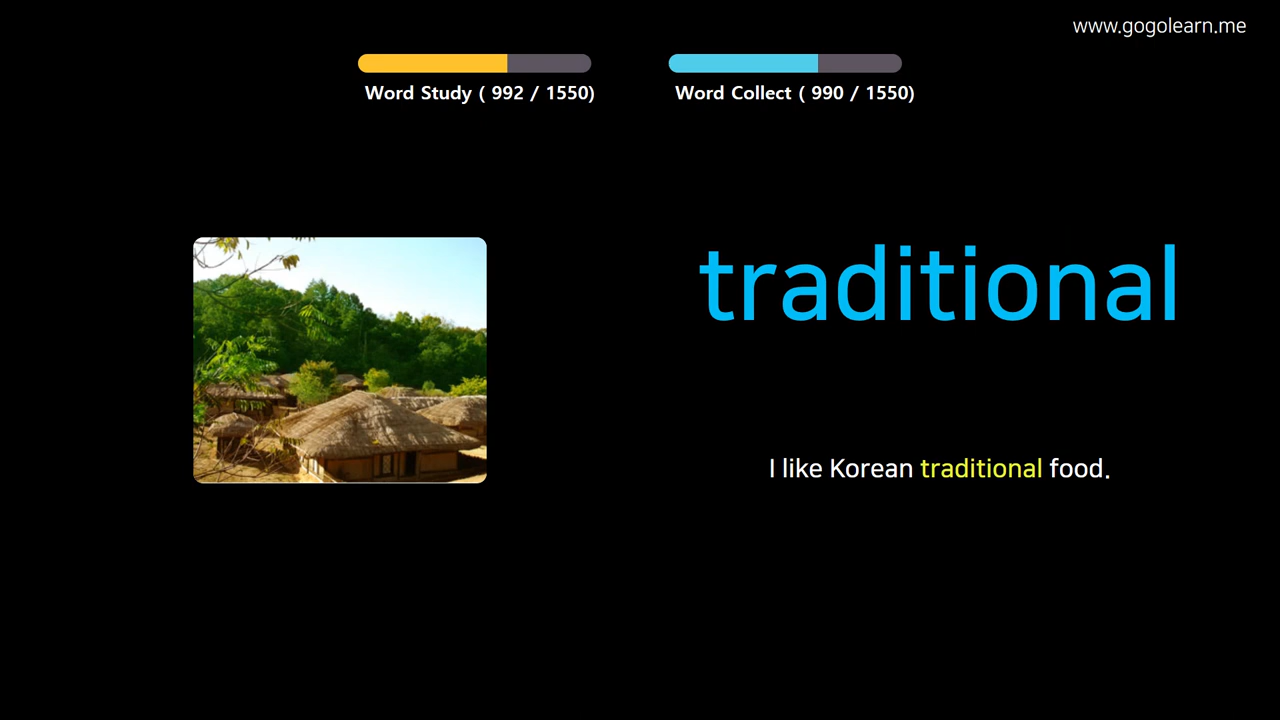 www.gogolearn.me
Word Study ( 992 / 1550)
Word Collect ( 990 / 1550)
traditional
I like Korean traditional food.